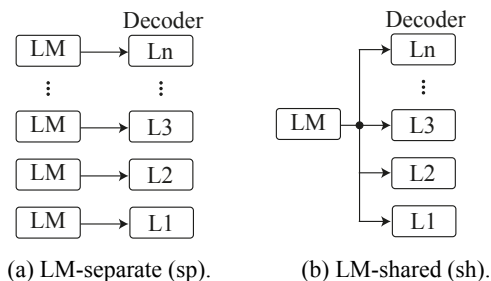 Decoder
LM Ln
LM L3
LM L2
LM L1
(a) LM-separate (sp).
Decoder
Ln
LM L3
L2
L1
(b) LM-shared (sh).